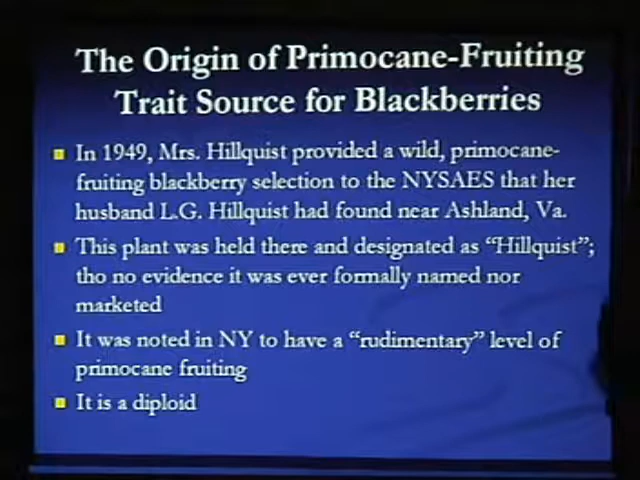 The Origin of Primocane-Fruiting
Trait Source for Blackberries
In 1949, Mrs. Hillquist provided a wild, primocane-
fruiting blackberry selection to the NYSAES that her
husband L.G. Hillquist had found near Ashland, Va.
This plant was held there and designated as “Hillquist”;
tho no evidence it was ever formally named nor
marketed
It was noted in NY to have a “rudimentary” level of
primocane fruiting
It is a diploid